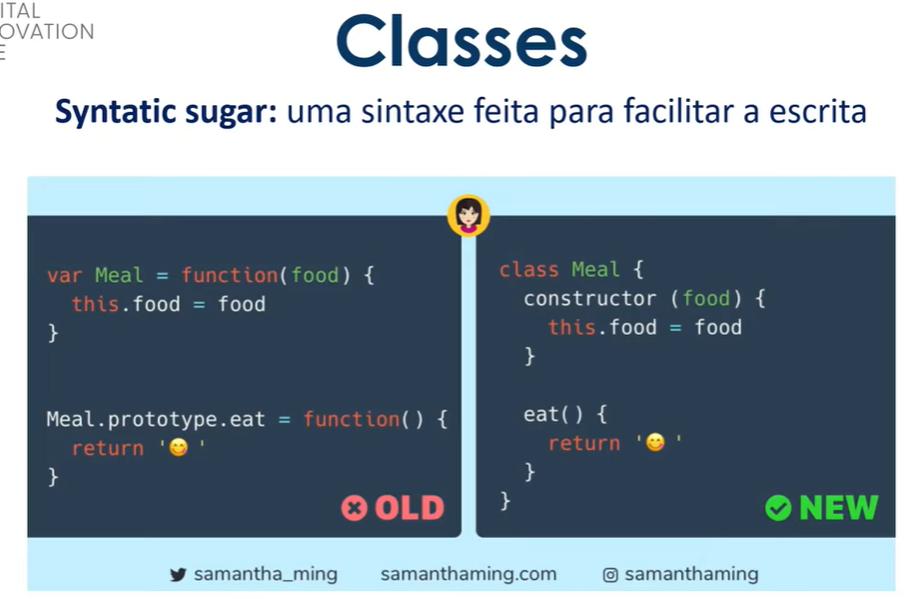 ITAL
OVATION
E
Classes
Syntatic sugar: uma sintaxe feita para facilitar a escrita
var Meal = function(food) {
  this.food = food
}
Meal.prototype.eat = function() {
  return '😋 '
}
OLD
class Meal {
  constructor (food) {
    this.food = food
  }
  eat() {
    return '😋 '
  }
}
NEW
samantha_ming
samanthaming.com
samanthaming